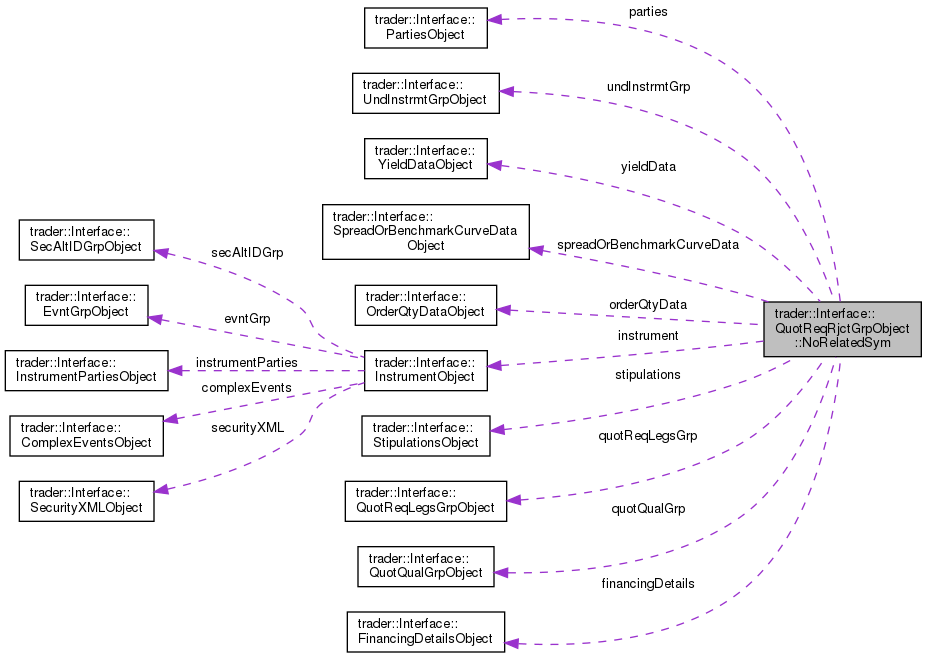 trader::Interface::
PartiesObject
parties
trader::Interface::
UndInstrmtGrpObject
undInstrmtGrp
trader::Interface::
YieldDataObject
yieldData
trader::Interface::
SpreadOrBenchmarkCurveData
Object
spreadOrBenchmarkCurveData
trader::Interface::
SecAltIDGrpObject
secAltIDGrp
trader::Interface::
EvntGrpObject
evntGrp
trader::Interface::
OrderQtyDataObject
orderQtyData
trader::Interface::
QuotReqRjctGrpObject
::NoRelatedSym
instrument
trader::Interface::
InstrumentPartiesObject
instrumentParties
trader::Interface::
InstrumentObject
complexEvents
stipulations
trader::Interface::
ComplexEventsObject
securityXML
trader::Interface::
StipulationsObject
quotReqLegsGrp
trader::Interface::
SecurityXMLObject
trader::Interface::
QuotReqLegsGrpObject
quotQualGrp
trader::Interface::
QuotQualGrpObject
financingDetails
trader::Interface::
FinancingDetailsObject